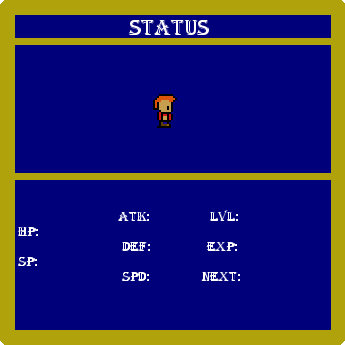 STATUS
ATK: LVL:
HP:
DEF: EXP:
SP:
SPD: NEXT: